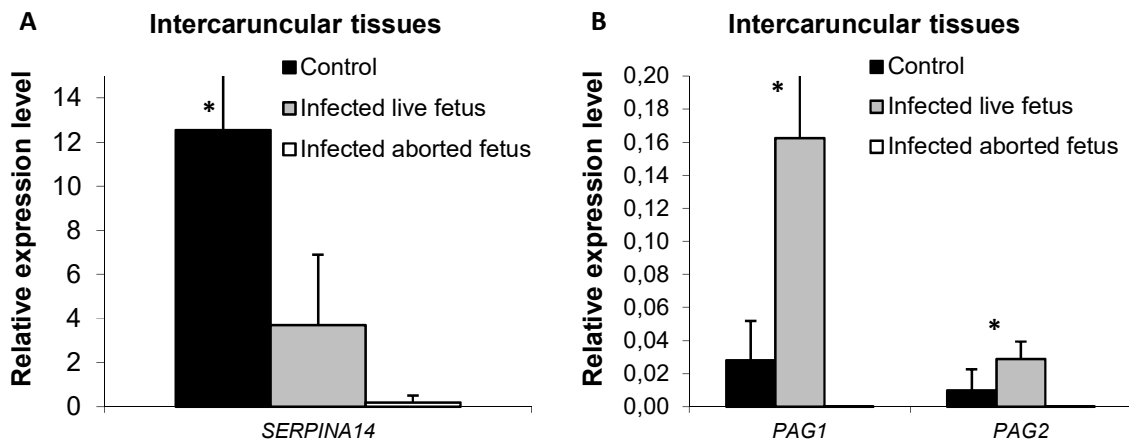 A
Intercaruncular tissues
Relative expression level
14
12
10
8
6
4
2
0
*
Control
Infected live fetus
Infected aborted fetus
SERPINA14
B
Intercaruncular tissues
Relative expression level
0,20
0,18
0,16
0,14
0,12
0,10
0,08
0,06
0,04
0,02
0,00
*
*
Control
Infected live fetus
Infected aborted fetus
PAG1
PAG2